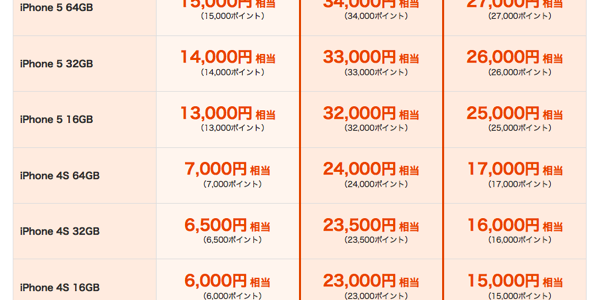 iPhone 5 64GB 15,000円 相当 34,000円 相当 27,000円 相当
(15,000ポイント) (34,000ポイント) (27,000ポイント)
iPhone 5 32GB 14,000円 相当 33,000円 相当 26,000円 相当
(14,000ポイント) (33,000ポイント) (26,000ポイント)
iPhone 5 16GB 13,000円 相当 32,000円 相当 25,000円 相当
(13,000ポイント) (32,000ポイント) (25,000ポイント)
iPhone 4S 64GB 7,000円 相当 24,000円 相当 17,000円 相当
(7,000ポイント) (24,000ポイント) (17,000ポイント)
iPhone 4S 32GB 6,500円 相当 23,500円 相当 16,000円 相当
(6,500ポイント) (23,500ポイント) (16,000ポイント)
iPhone 4S 16GB 6,000円 相当 23,000円 相当 15,000円 相当
(6,000ポイント) (23,000ポイント) (15,000ポイント)